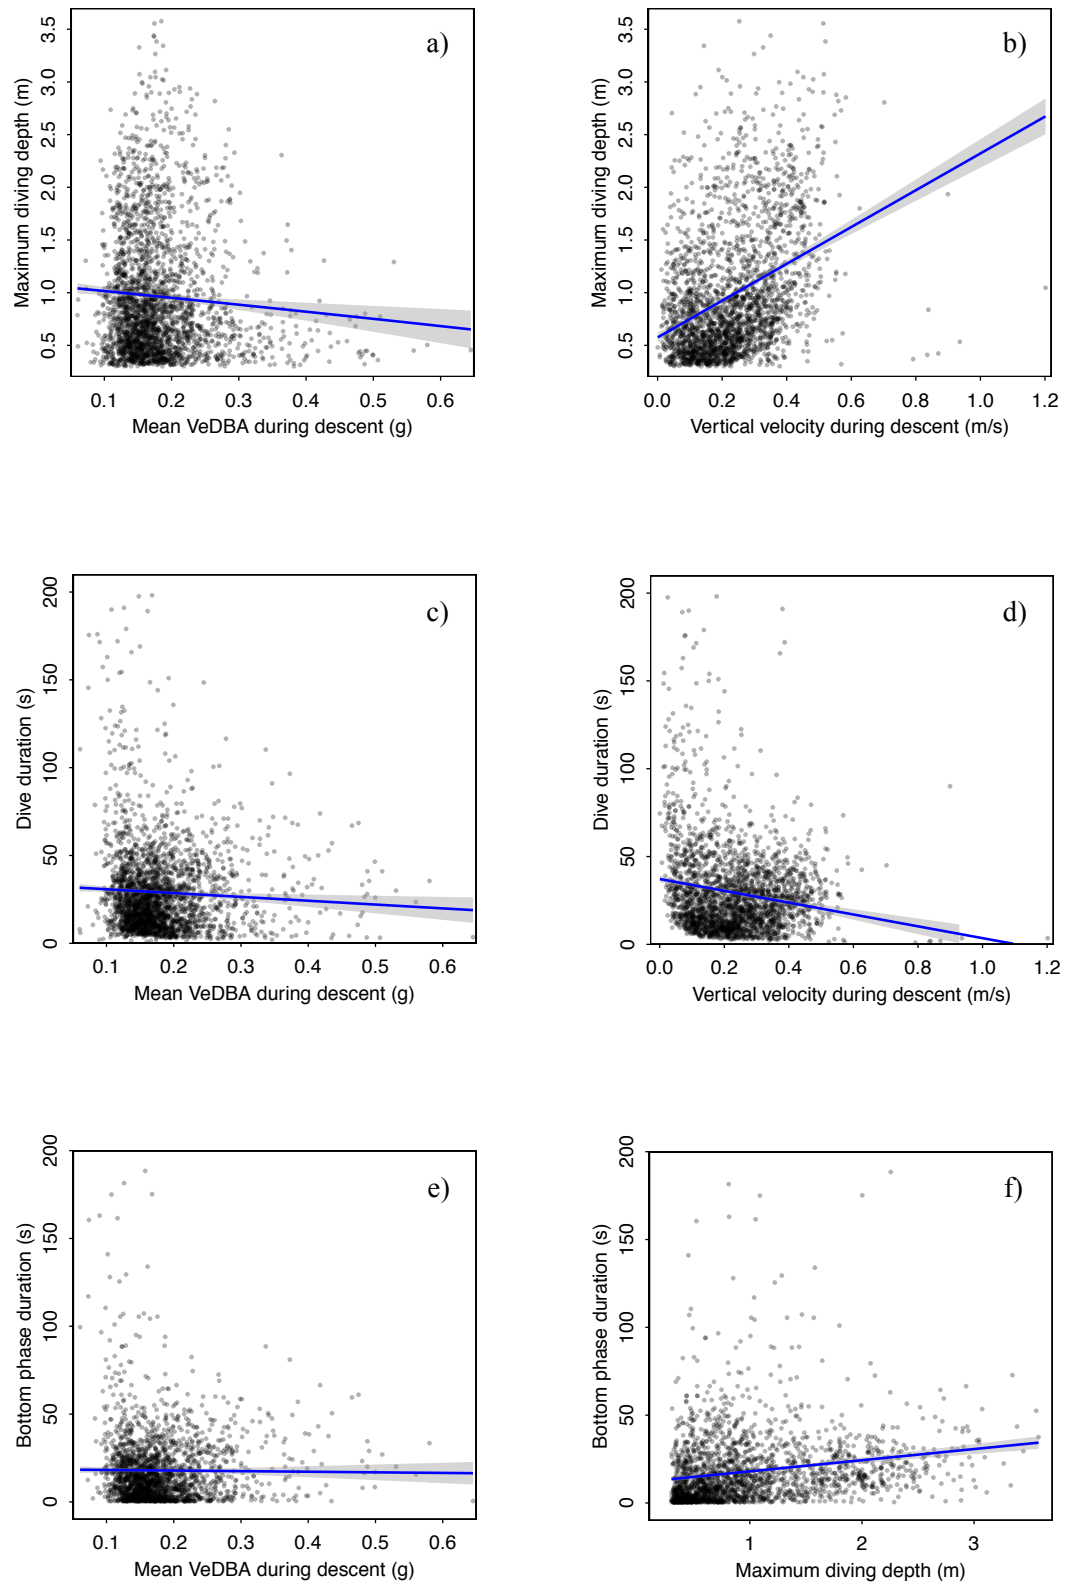 a)
Maximum diving depth (m)
3.5
3.0
2.5
2.0
1.5
1.0
0.5
0.1 0.2 0.3 0.4 0.5 0.6
Mean VeDBA during descent (g)
b)
Maximum diving depth (m)
3.5
3.0
2.5
2.0
1.5
1.0
0.5
0.0 0.2 0.4 0.6 0.8 1.0 1.2
Vertical velocity during descent (m/s)
c)
Dive duration (s)
200
150
100
50
0
0.1 0.2 0.3 0.4 0.5 0.6
Mean VeDBA during descent (g)
d)
Dive duration (s)
200
150
100
50
0
0.0 0.2 0.4 0.6 0.8 1.0 1.2
Vertical velocity during descent (m/s)
e)
Bottom phase duration (s)
200
150
100
50
0
0.1 0.2 0.3 0.4 0.5 0.6
Mean VeDBA during descent (g)
f)
Bottom phase duration (s)
200
150
100
50
0
1 2 3
Maximum diving depth (m)